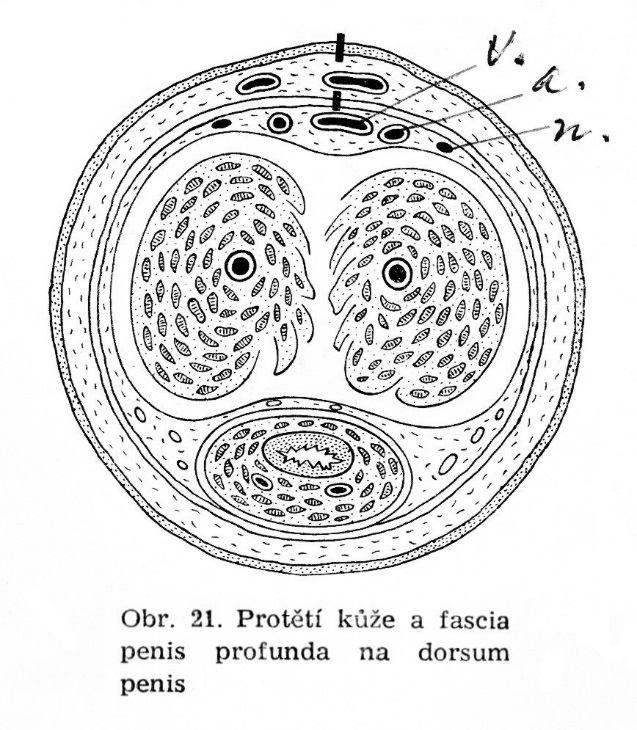 v.
a.
n.
Obr. 21. Protětí kůže a fascia
penis profunda na dorsum
penis